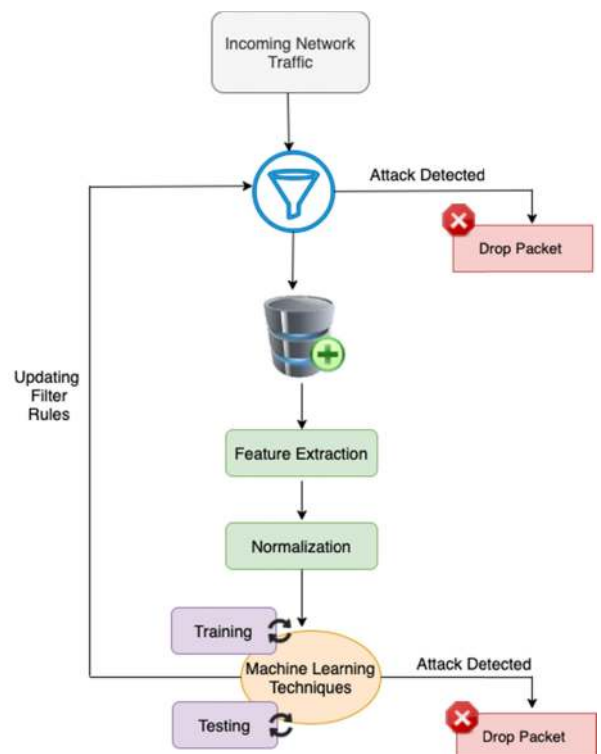 Incoming Network
Traffic
Attack Detected
Drop Packet
Updating
Filter
Rules
Feature Extraction
Normalization
Training
Machine Learning
Techniques
Attack Detected
Testing
Drop Packet